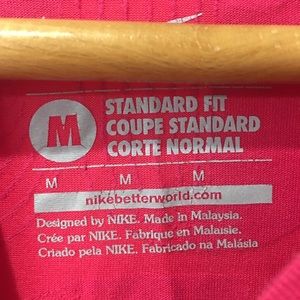 M
STANDARD FIT
COUPE STANDARD
CORTE NORMAL
M M M
nikebetterworld.com
Designed by NIKE. Made in Malaysia.
Crée par NIKE. Fabrique en Malaisie.
Criado pela NIKE. Fabricado na Malásia